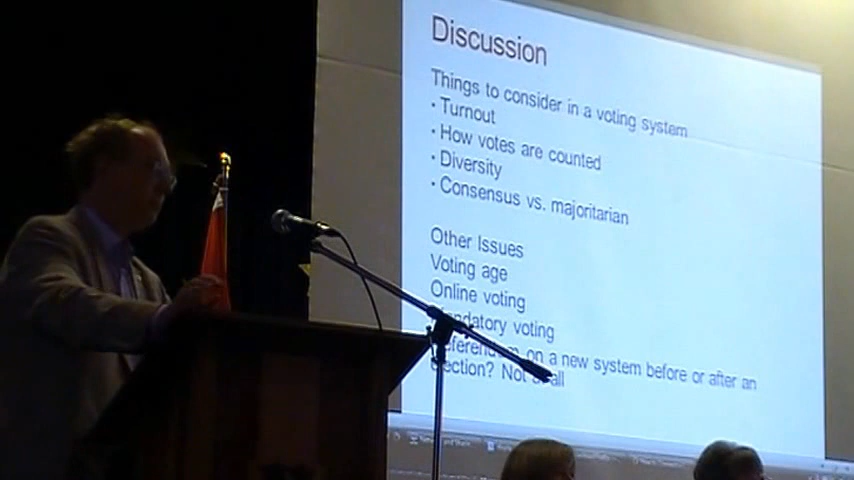 Discussion
Things to consider in a voting system
• Turnout
• How votes are counted
• Diversity
• Consensus vs. majoritarian
Other Issues
Voting age
Online voting
voting
on a new system before or after an
Not